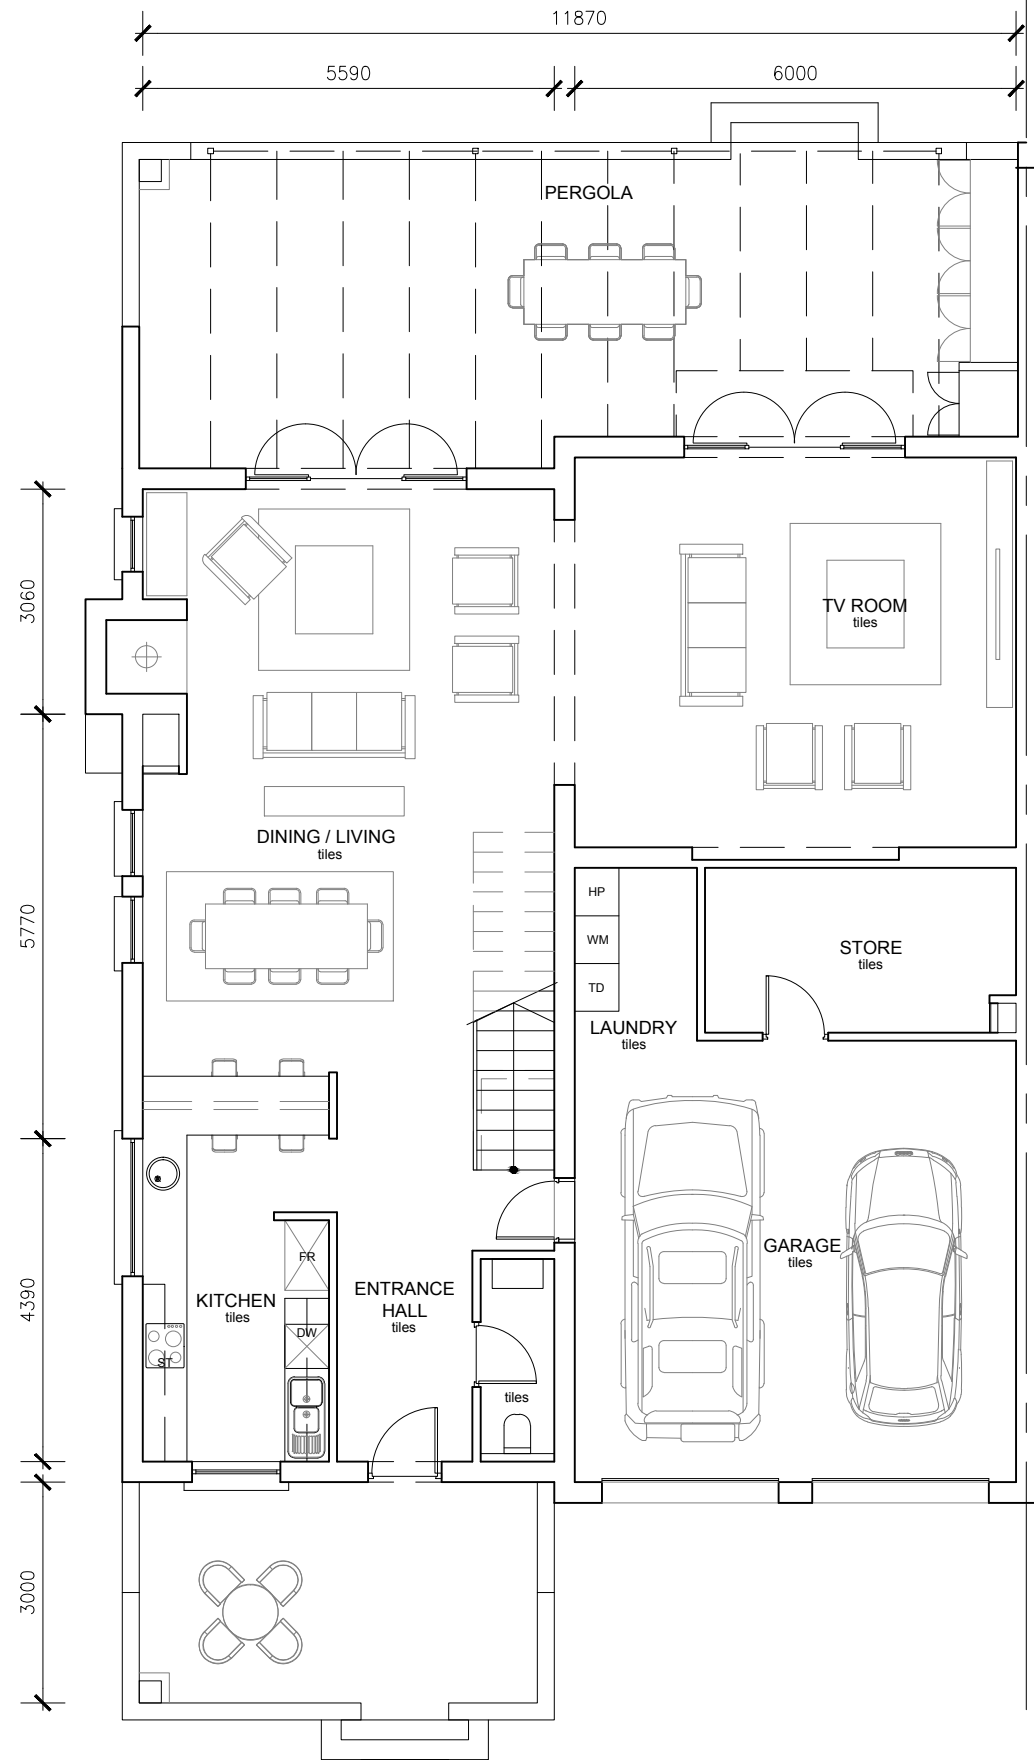 11870
5590
6000
PERGOLA
3060
TV ROOM
tiles
DINING / LIVING
tiles
5770
HP
WM
TD
STORE
tiles
LAUNDRY
tiles
4390
FR
GARAGE
tiles
KITCHEN
tiles
ENTRANCE
HALL
tiles
DW
ST
tiles
3000